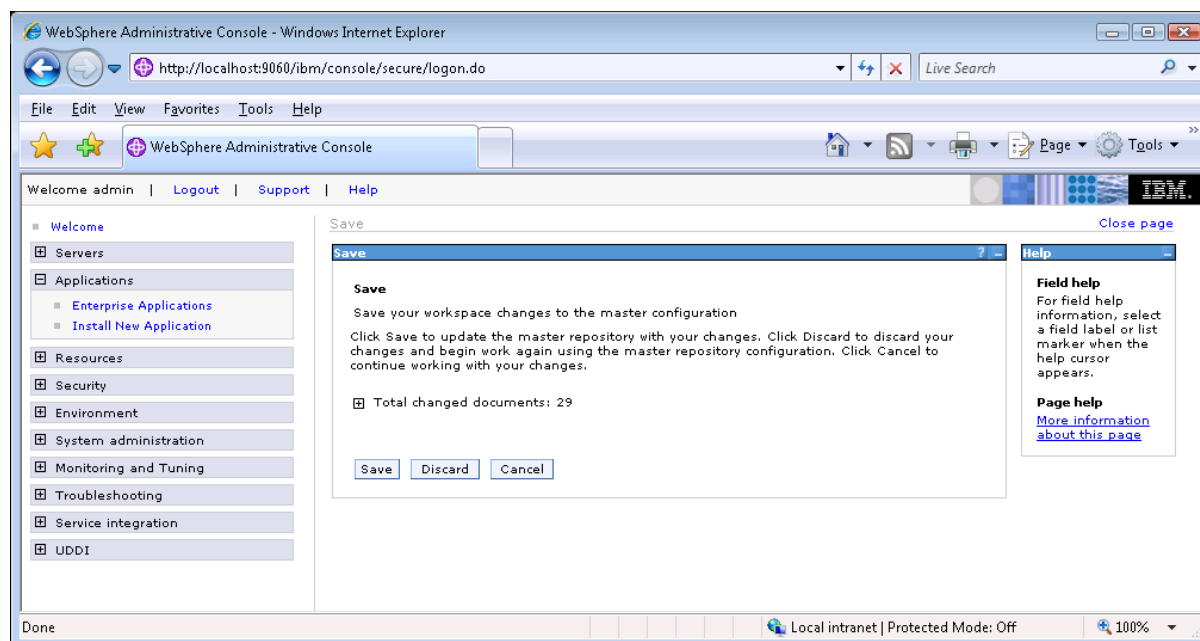 WebSphere Administrative Console - Windows Internet Explorer
http://localhost:9060/ibm/console/secure/logon.do
Live Search
File Edit View Favorites Tools Help
WebSphere Administrative Console
Page
Tools
Welcome admin | Logout | Support | Help
IBM.
Welcome
Servers
Applications
Enterprise Applications
Install New Application
Resources
Security
Environment
System administration
Monitoring and Tuning
Troubleshooting
Service integration
UDDI
Save
Close page
Save
? -
Save
Save your workspace changes to the master configuration
Click Save to update the master repository with your changes. Click Discard to discard your
changes and begin work again using the master repository configuration. Click Cancel to
continue working with your changes.
Total changed documents: 29
Save Discard Cancel
Help
Field help
For field help
information, select
a field label or list
marker when the
help cursor
appears.
Page help
More information
about this page
Done
Local intranet | Protected Mode: Off
100%